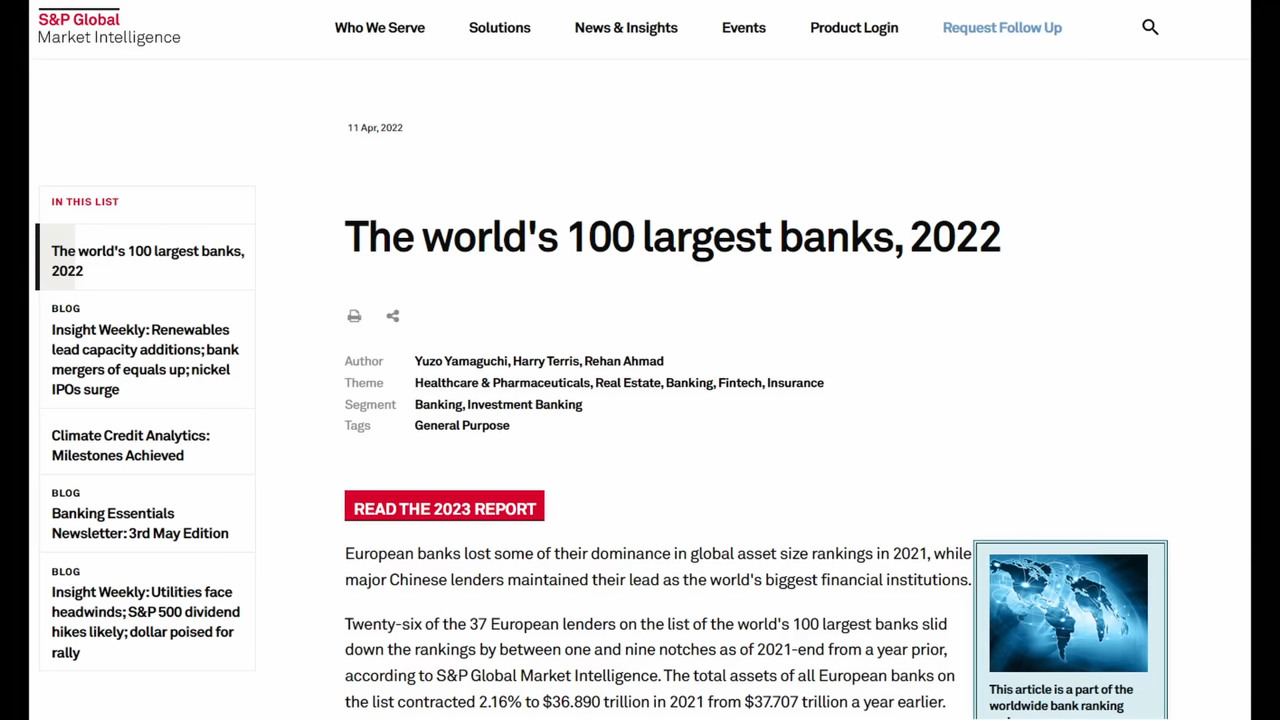 S&P Global
Market Intelligence
Who We Serve
Solutions
News & Insights
Events
Product Login
Request Follow Up
11 Apr, 2022
IN THIS LIST
The world's 100 largest banks,
2022
BLOG
Insight Weekly: Renewables
lead capacity additions; bank
mergers of equals up; nickel
IPOs surge
Climate Credit Analytics:
Milestones Achieved
BLOG
Banking Essentials
Newsletter: 3rd May Edition
BLOG
Insight Weekly: Utilities face
headwinds; S&P 500 dividend
hikes likely; dollar poised for
rally
The world's 100 largest banks, 2022
Author Yuzo Yamaguchi, Harry Terris, Rehan Ahmad
Theme Healthcare & Pharmaceuticals, Real Estate, Banking, Fintech, Insurance
Segment Banking, Investment Banking
Tags General Purpose
READ THE 2023 REPORT
European banks lost some of their dominance in global asset size rankings in 2021, while
major Chinese lenders maintained their lead as the world's biggest financial institutions.
Twenty-six of the 37 European lenders on the list of the world's 100 largest banks slid
down the rankings by between one and nine notches as of 2021-end from a year prior,
according to S&P Global Market Intelligence. The total assets of all European banks on
the list contracted 2.16% to $36.890 trillion in 2021 from $37.707 trillion a year earlier.
This article is a part of the
worldwide bank ranking